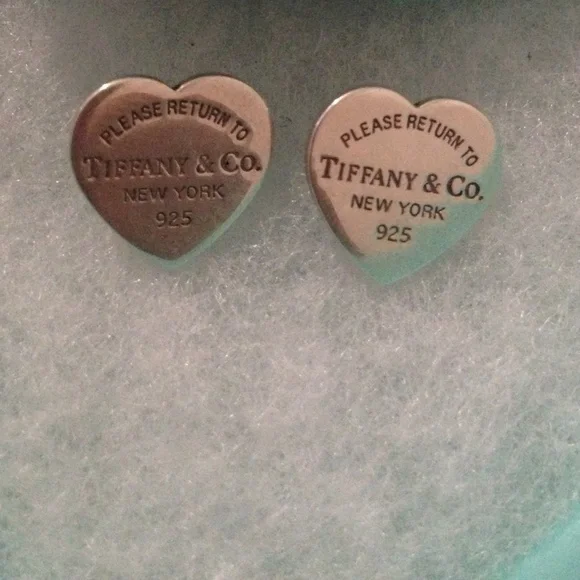 PLEASE RETURN TO
TIFFANY & CO.
NEW YORK
925
PLEASE RETURN TO
TIFFANY & CO.
NEW YORK
925